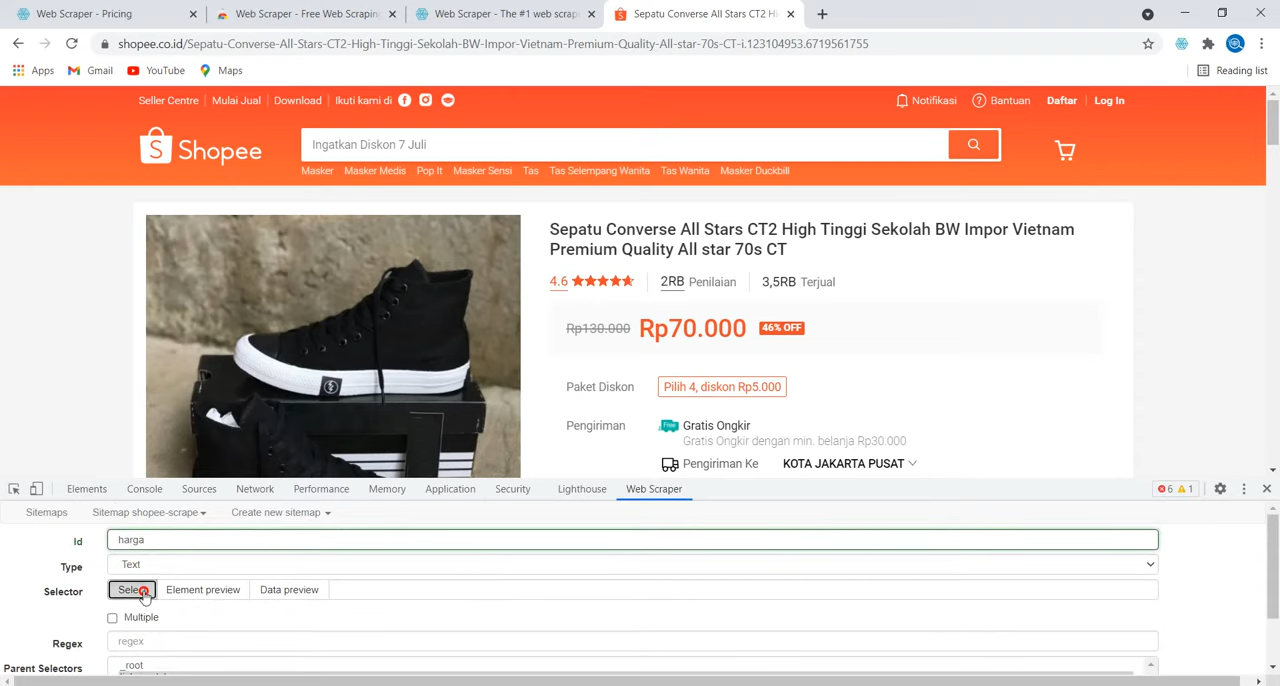 Web Scraper - Pricing
Web Scraper - Free Web Scraping
Web Scraper - The #1 web scrap
Sepatu Converse All Stars CT2 Hi
shopee.co.id/Sepatu-Converse-All-Stars-CT2-High-Tinggi-Sekolah-BW-Impor-Vietnam-Premium-Quality-All-star-70s-CT-i.123104953.6719561755
Apps Gmail YouTube Maps Reading list
Seller Centre Mulai Jual Download Ikuti kami di Notifikasi Bantuan Daftar Log In
Shopee
Ingatkan Diskon 7 Juli
Masker Masker Medis Pop It Masker Sensi Tas Tas Selempang Wanita Tas Wanita Masker Duckbill
Sepatu Converse All Stars CT2 High Tinggi Sekolah BW Impor Vietnam
Premium Quality All star 70s CT
4.6 2RB Penilaian 3,5RB Terjual
Rp130.000 Rp70.000 46% OFF
Paket Diskon Pilih 4, diskon Rp5.000
Pengiriman Free Gratis Ongkir
Gratis Ongkir dengan min. belanja Rp30.000
Pengiriman Ke KOTA JAKARTA PUSAT
Elements Console Sources Network Performance Memory Application Security Lighthouse Web Scraper 6 1
Sitemaps Sitemap shopee-scrape Create new sitemap
Id harga
Type Text
Selector Select Element preview Data preview
Multiple
Regex regex
Parent Selectors _root